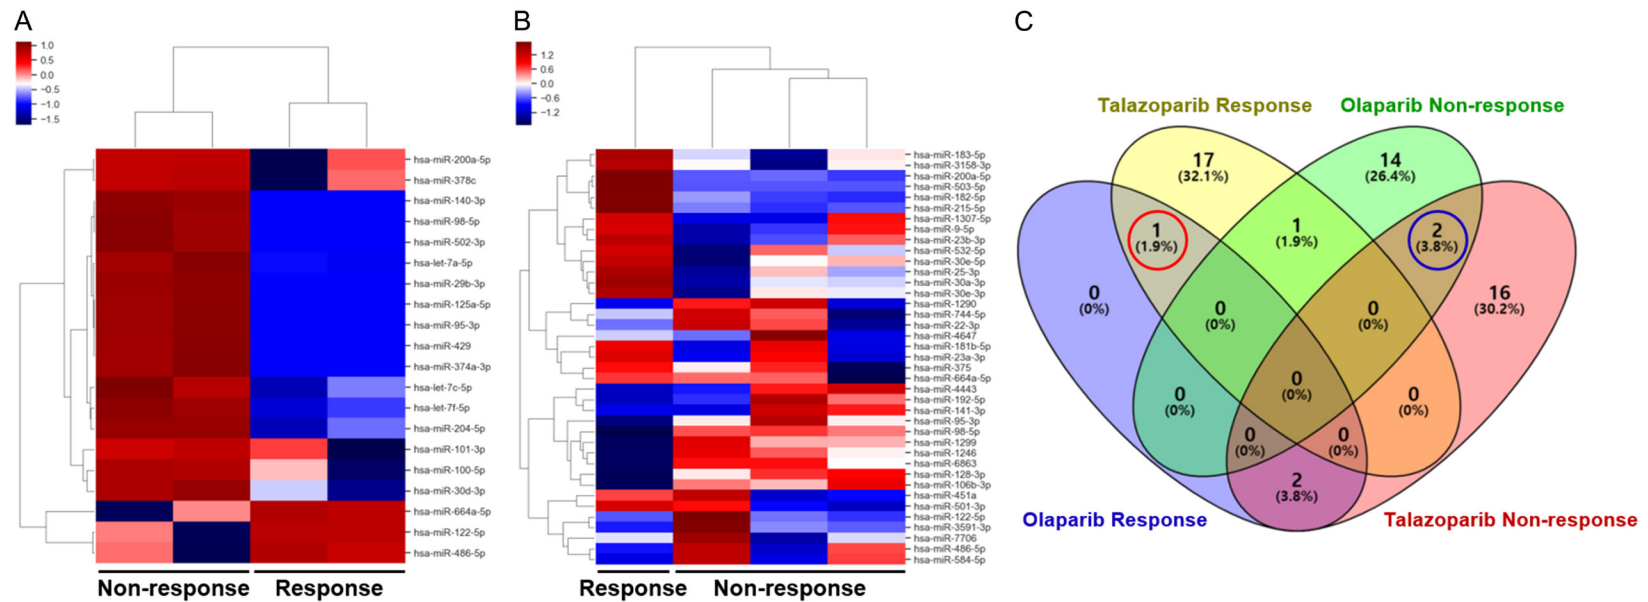 A
1.0
0.5
0.0
−0.5
−1.0
−1.5
hsa-miR-200a-5p
hsa-miR-378c
hsa-miR-140-3p
hsa-miR-98-5p
hsa-miR-502-3p
hsa-let-7a-5p
hsa-miR-29b-3p
hsa-miR-125a-5p
hsa-miR-95-3p
hsa-miR-429
hsa-miR-374a-3p
hsa-let-7c-5p
hsa-let-7f-5p
hsa-miR-204-5p
hsa-miR-101-3p
hsa-miR-100-5p
hsa-miR-30d-3p
hsa-miR-664a-5p
hsa-miR-122-5p
hsa-miR-486-5p
Non-response Response
B
1.2
0.6
0.0
−0.6
−1.2
hsa-miR-183-5p
hsa-miR-3158-3p
hsa-miR-200a-5p
hsa-miR-503-5p
hsa-miR-182-5p
hsa-miR-215-5p
hsa-miR-1307-5p
hsa-miR-9-5p
hsa-miR-23b-3p
hsa-miR-532-5p
hsa-miR-30e-5p
hsa-miR-25-3p
hsa-miR-30a-3p
hsa-miR-30e-3p
hsa-miR-1290
hsa-miR-744-5p
hsa-miR-22-3p
hsa-miR-4647
hsa-miR-181b-5p
hsa-miR-23a-3p
hsa-miR-375
hsa-miR-664a-5p
hsa-miR-4443
hsa-miR-192-5p
hsa-miR-141-3p
hsa-miR-95-3p
hsa-miR-98-5p
hsa-miR-1299
hsa-miR-1246
hsa-miR-6863
hsa-miR-128-3p
hsa-miR-106b-3p
hsa-miR-451a
hsa-miR-501-3p
hsa-miR-122-5p
hsa-miR-3591-3p
hsa-miR-7706
hsa-miR-486-5p
hsa-miR-584-5p
Response Non-response
C
Talazoparib Response Olaparib Non-response
17
(32.1%)
14
(26.4%)
1
(1.9%)
1
(1.9%)
2
(3.8%)
0
(0%)
0
(0%)
0
(0%)
16
(30.2%)
0
(0%)
0
(0%)
0
(0%)
0
(0%)
0
(0%)
2
(3.8%)
Olaparib Response Talazoparib Non-response